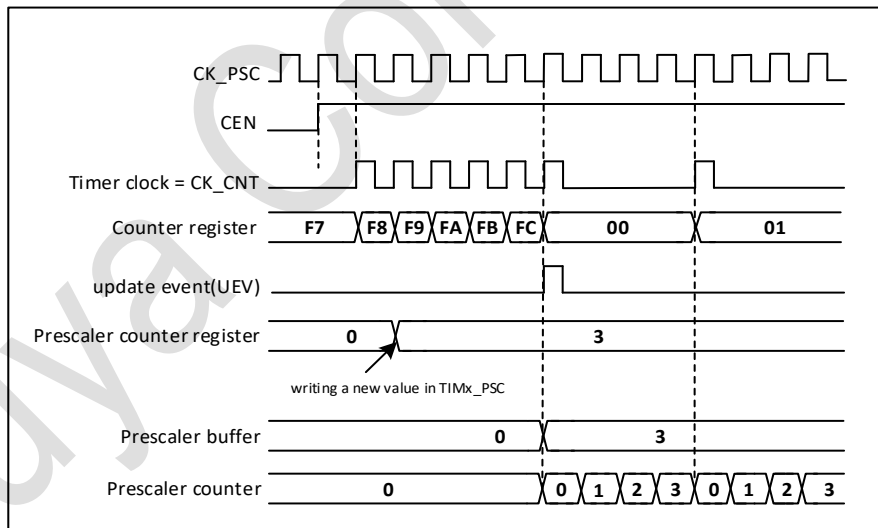 CK_PSC
CEN
Timer clock = CK_CNT
Counter register F7 F8 F9 FA FB FC 00 01
update event(UEV)
Prescaler counter register 0 3
writing a new value in TIMx_PSC
Prescaler buffer 0 3
Prescaler counter 0 0 1 2 3 0 1 2 3